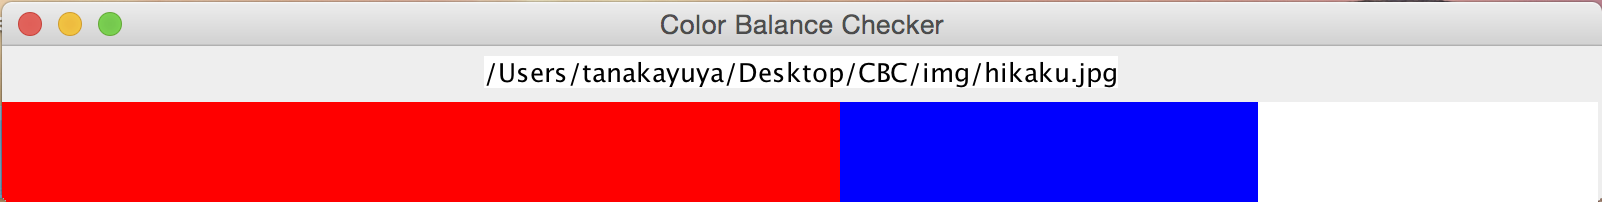 Color Balance Checker
/Users/tanakayuya/Desktop/CBC/img/hikaku.jpg